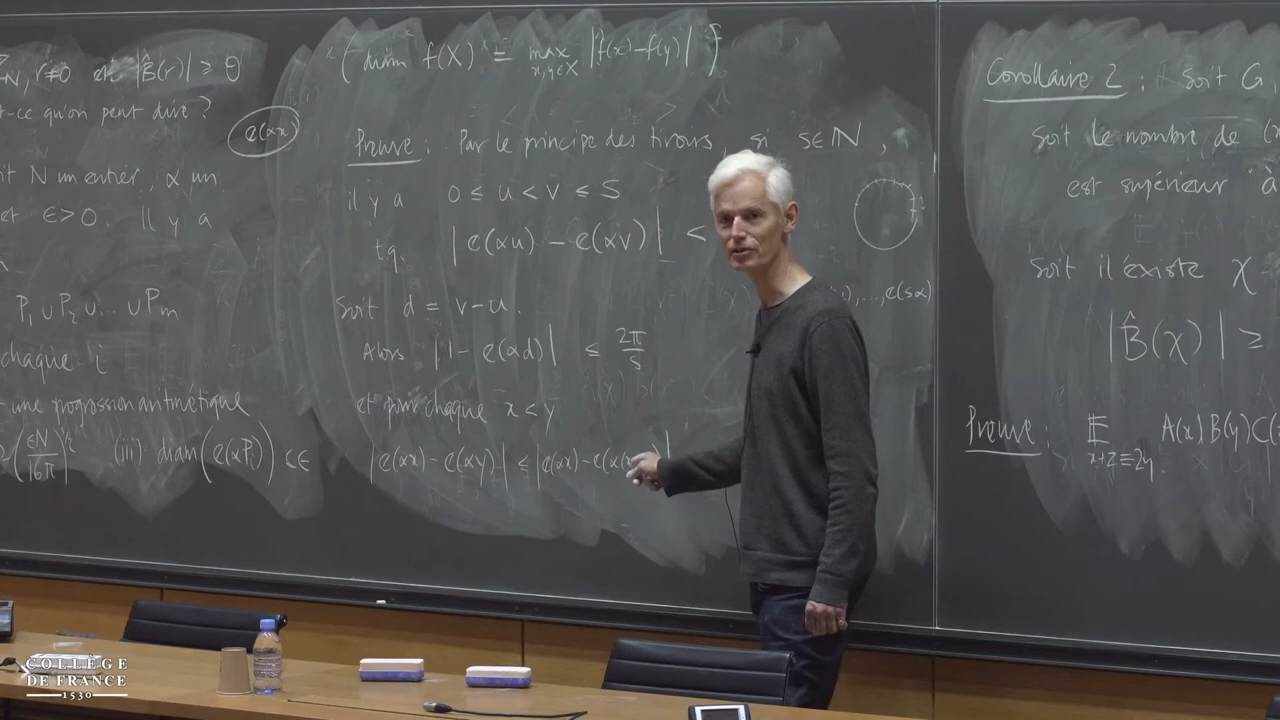 N, r≠0 et |B̂(r)| ≥ θ
t-ce qu'on peut dire ?
it N un entier, α un
et ε>0. Il y a
P₁ ∪ P₂ ∪ ... ∪ Pₘ
chaque i
une progression arithmétique
(εN/16π)^{1/2} (iii) diam(e(αPᵢ)) ≤ ε
e(αx)
(diam f(X) = max_{x,y∈X} |f(x)-f(y)|)
Preuve : Par le principe des tiroirs, si s∈ℕ,
il y a 0 ≤ u < v ≤ s
tq. |e(αu) - e(αv)| <
,...,e(sα)
Soit d = v-u.
Alors |1 - e(αd)| ≤ 2π/s
et pour chaque x < y
|e(αx) - e(αy)| ≤ |e(αx) - e(α(x
Corollaire 2 : Soit G
soit le nombre de
est supérieur à
soit il existe χ
|B̂(χ)| ≥
Preuve : 𝔼_{x+z=2y} A(x)B(y)C(z
COLLÈGE
DE FRANCE
1530